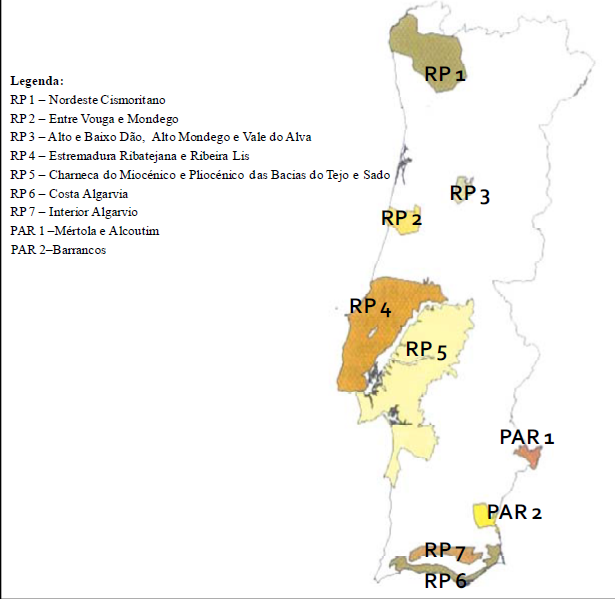 Legenda:
RP 1 – Nordeste Cismoritano
RP 2 – Entre Vouga e Mondego
RP 3 – Alto e Baixo Dão, Alto Mondego e Vale do Alva
RP 4 – Estremadura Ribatejana e Ribeira Lis
RP 5 – Charneca do Miocénico e Pliocénico das Bacias do Tejo e Sado
RP 6 – Costa Algarvia
RP 7 – Interior Algarvio
PAR 1 –Mértola e Alcoutim
PAR 2–Barrancos
RP 1
RP 3
RP 2
RP 4
RP 5
PAR 1
PAR 2
RP 7
RP 6